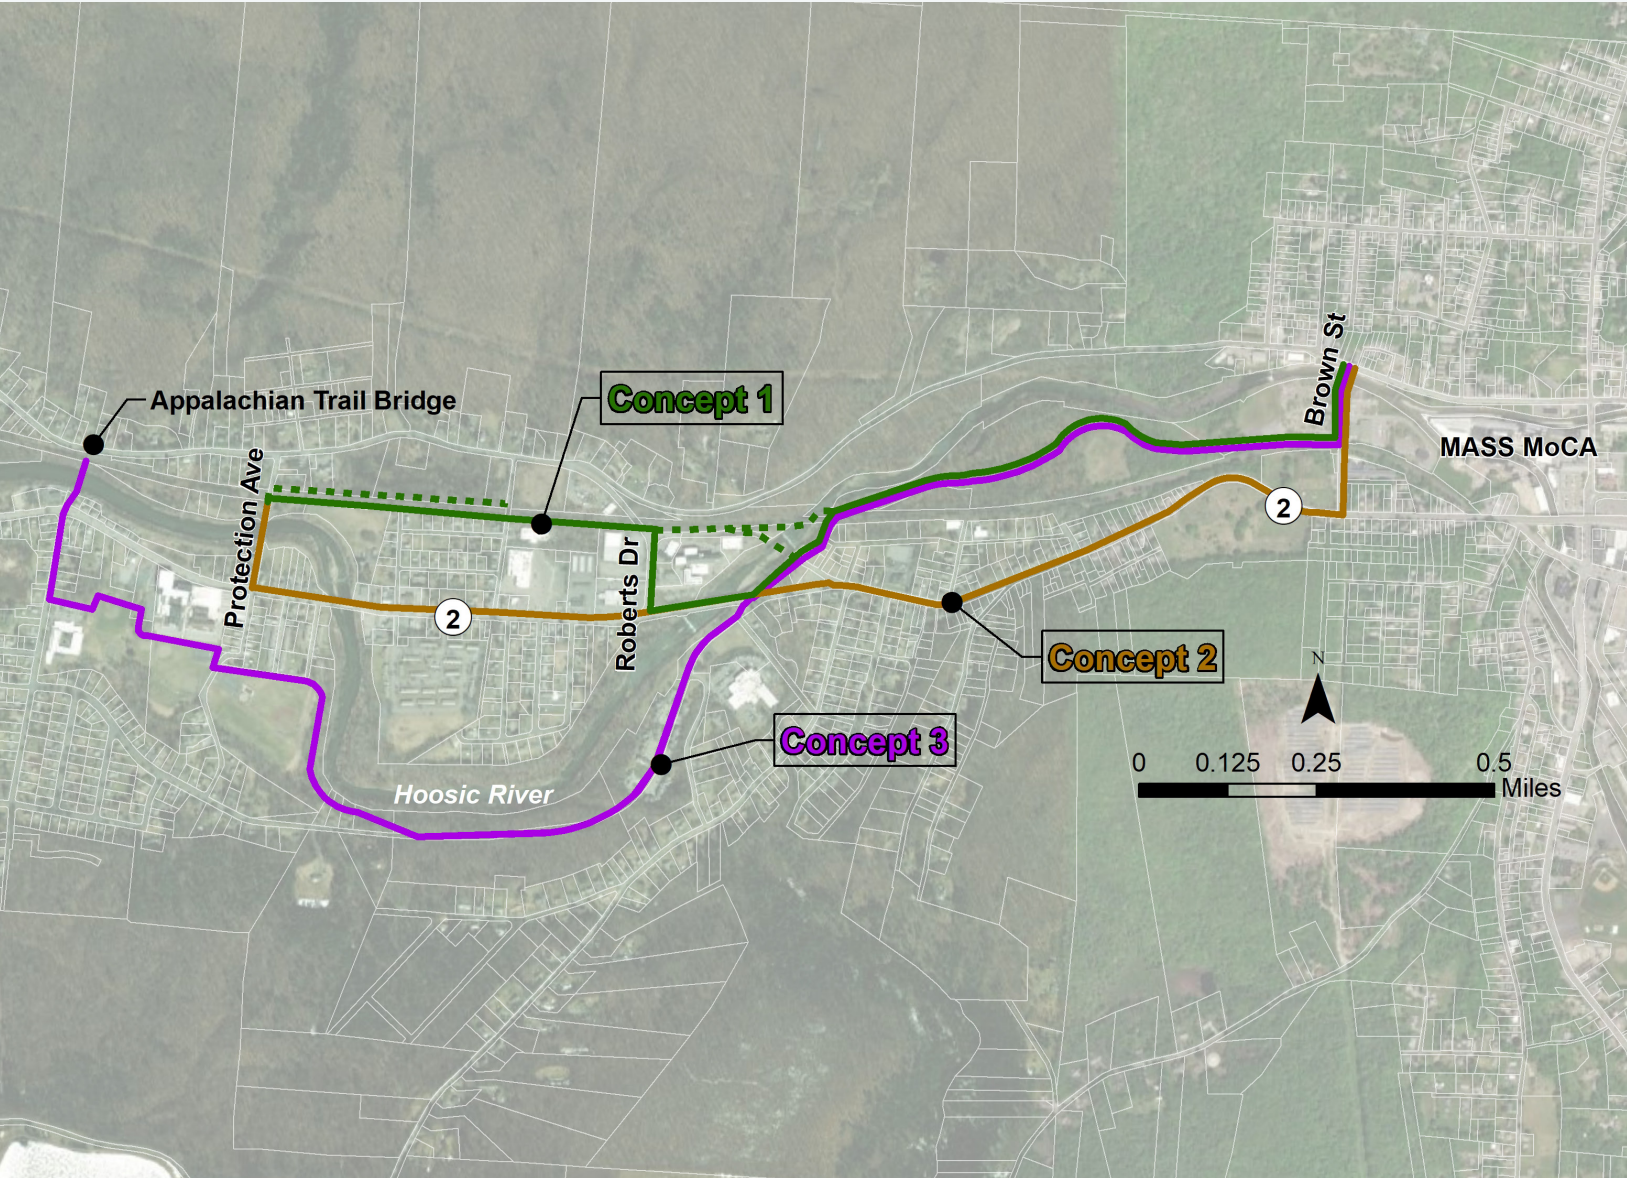 Brown St
Concept 1
Appalachian Trail Bridge
MASS MoCA
Protection Ave
2
Roberts Dr
2
Concept 2
N
Concept 3
0 0.125 0.25 0.5
Miles
Hoosic River